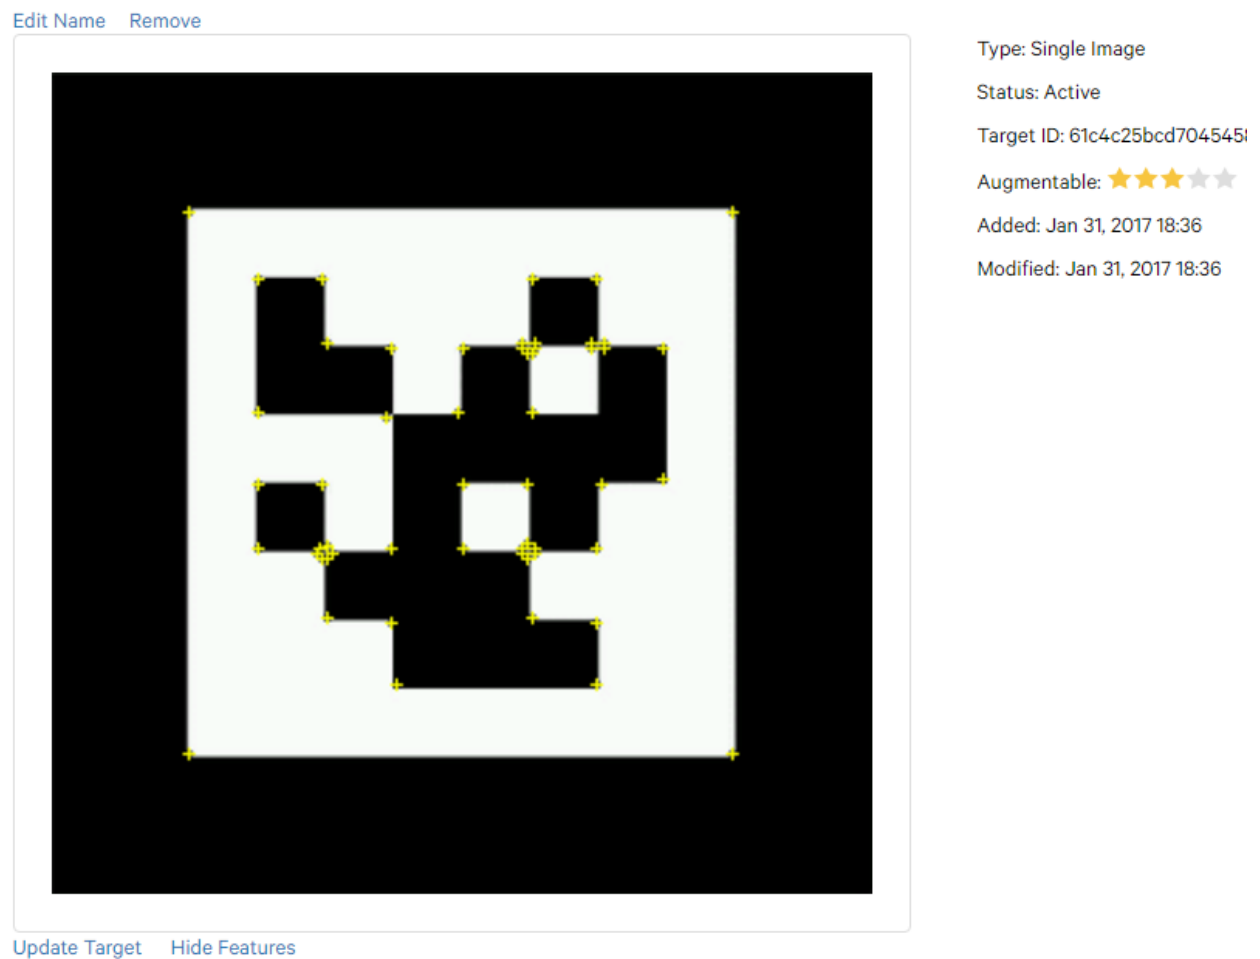 Edit Name Remove
Type: Single Image
Status: Active
Target ID: 61c4c25bcd704545
Augmentable:
Added: Jan 31, 2017 18:36
Modified: Jan 31, 2017 18:36
Update Target Hide Features